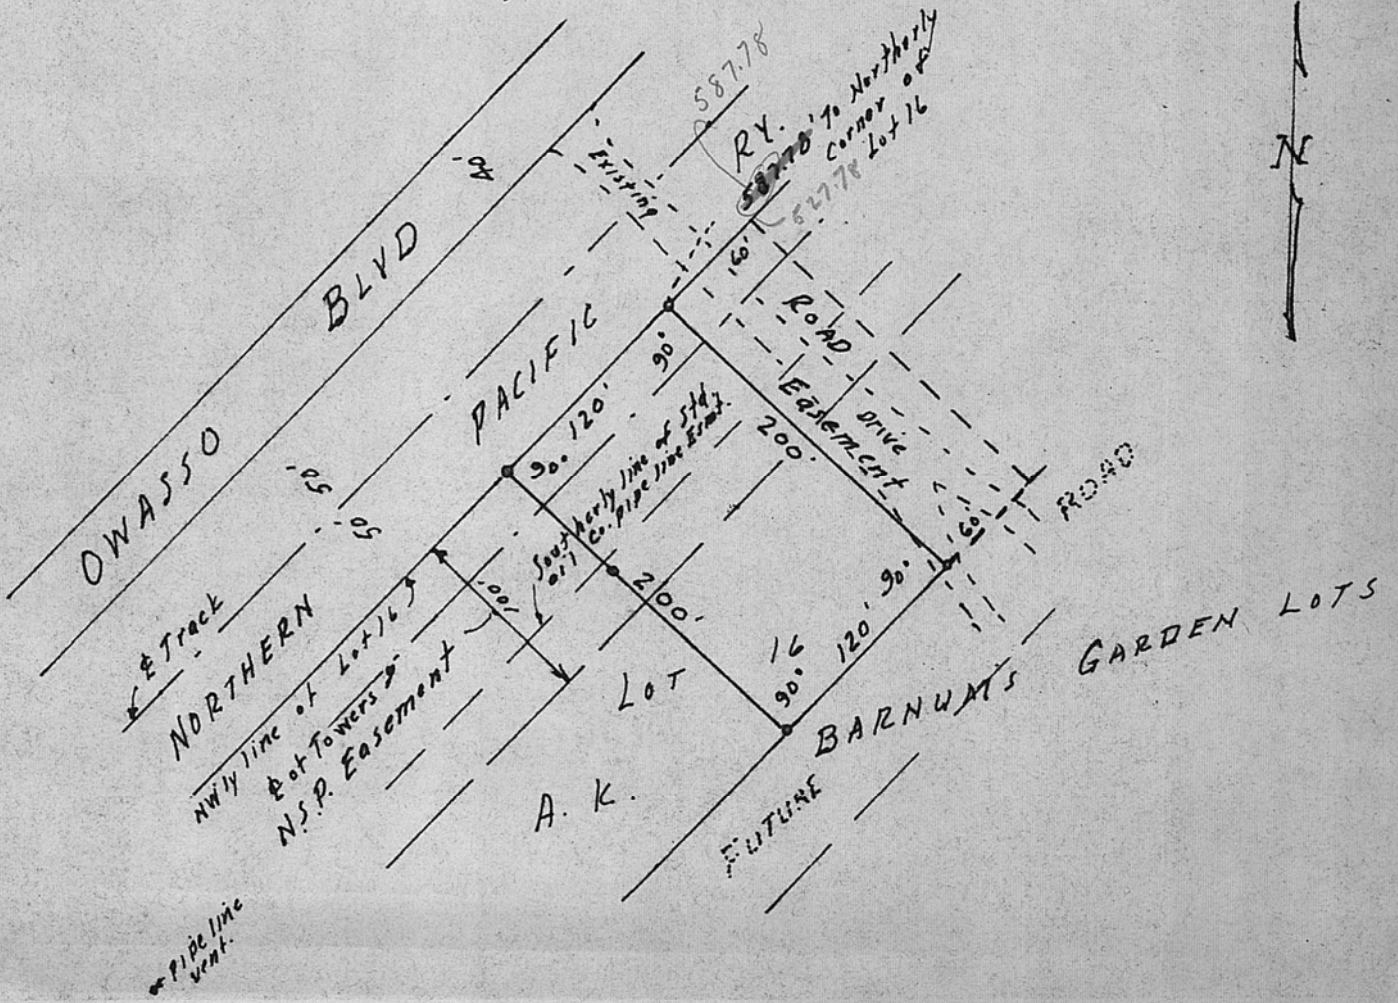 587.78
RY.
587.78' To Northerly
Corner of
Lot 16
527.78
N
Existing
60'
BLVD
OWASSO
PACIFIC
ROAD
Drive
Easement
90°
120'
90°
200'
50'
50'
Southerly line of Std.
oil Co. pipe line Esmt.
ROAD
60'
90°
120'
90°
16
200'
100'
LOT
℄ Track
NORTHERN
NW'ly line of Lot 16
℄ of Towers &
N.S.P. Easement
A. K.
BARNUMS GARDEN LOTS
FUTURE
Pipe line
vent.